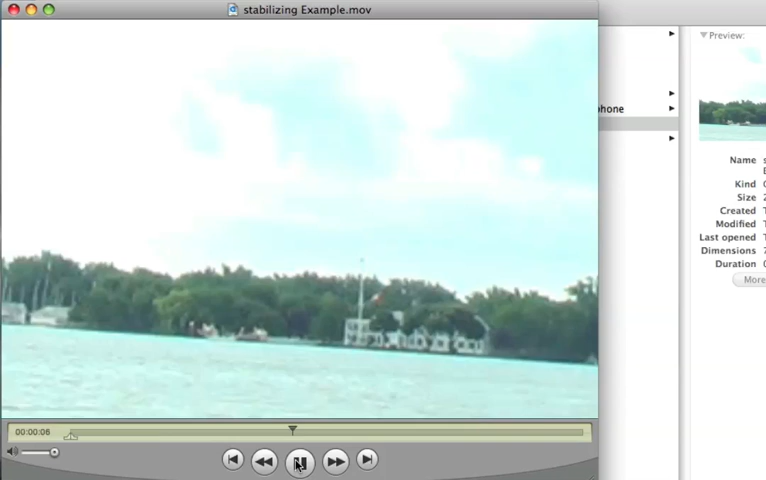 stabilizing Example.mov
phone
Preview:
Name
Kind
Size
Created
Modified
Last opened
Dimensions
Duration
More
00:00:06